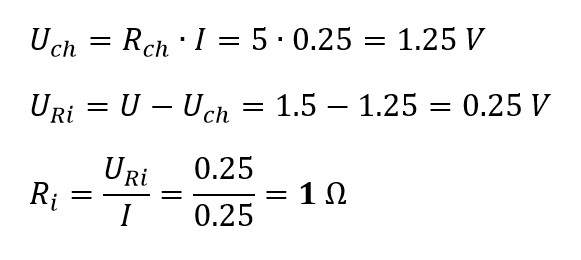 U_ch = R_ch · I = 5 · 0.25 = 1.25 V
U_Ri = U − U_ch = 1.5 − 1.25 = 0.25 V
R_i = U_Ri / I = 0.25 / 0.25 = 1 Ω